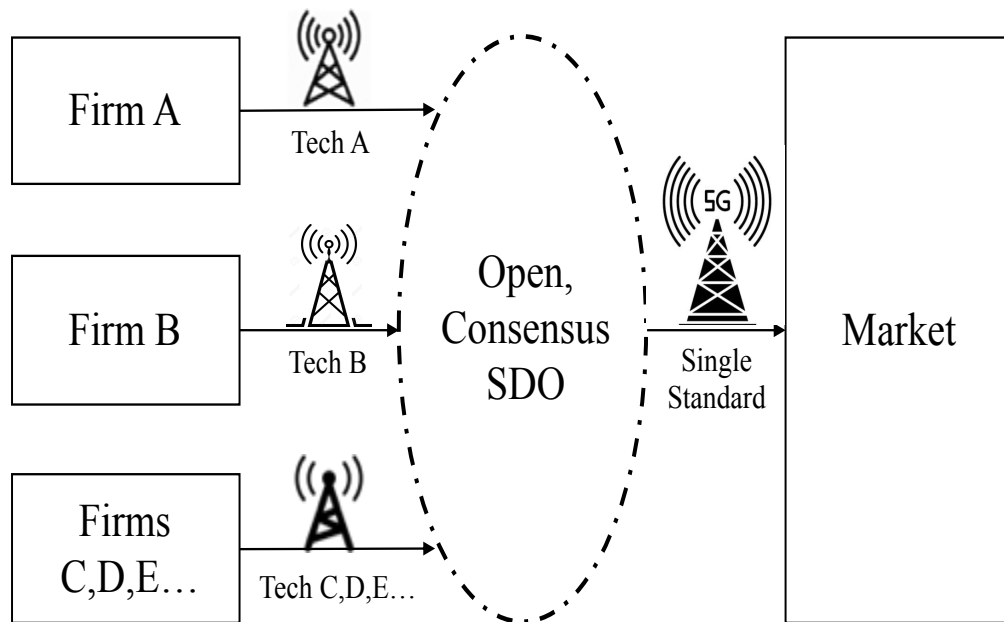 Firm A
Tech A
Firm B
Tech B
Firms
C,D,E…
Tech C,D,E…
Open,
Consensus
SDO
5G
Single
Standard
Market